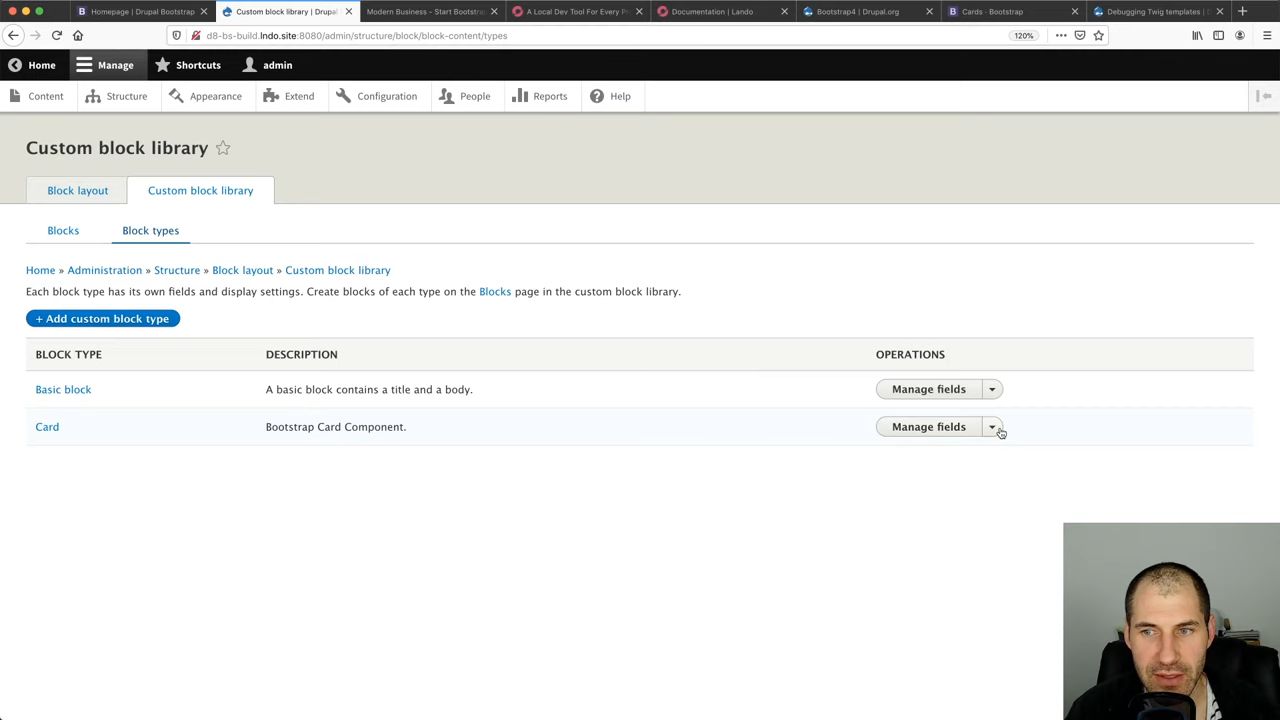 Homepage | Drupal Bootstrap
Custom block library | Drupal
Modern Business - Start Bootstra
A Local Dev Tool For Every Pr
Documentation | Lando
Bootstrap4 | Drupal.org
Cards · Bootstrap
Debugging Twig templates |
d8-bs-build.lndo.site:8080/admin/structure/block/block-content/types
120%
Home
Manage
Shortcuts
admin
Content
Structure
Appearance
Extend
Configuration
People
Reports
Help
Custom block library
Block layout
Custom block library
Blocks
Block types
Home » Administration » Structure » Block layout » Custom block library
Each block type has its own fields and display settings. Create blocks of each type on the Blocks page in the custom block library.
+ Add custom block type
BLOCK TYPE DESCRIPTION OPERATIONS
Basic block A basic block contains a title and a body. Manage fields
Card Bootstrap Card Component. Manage fields